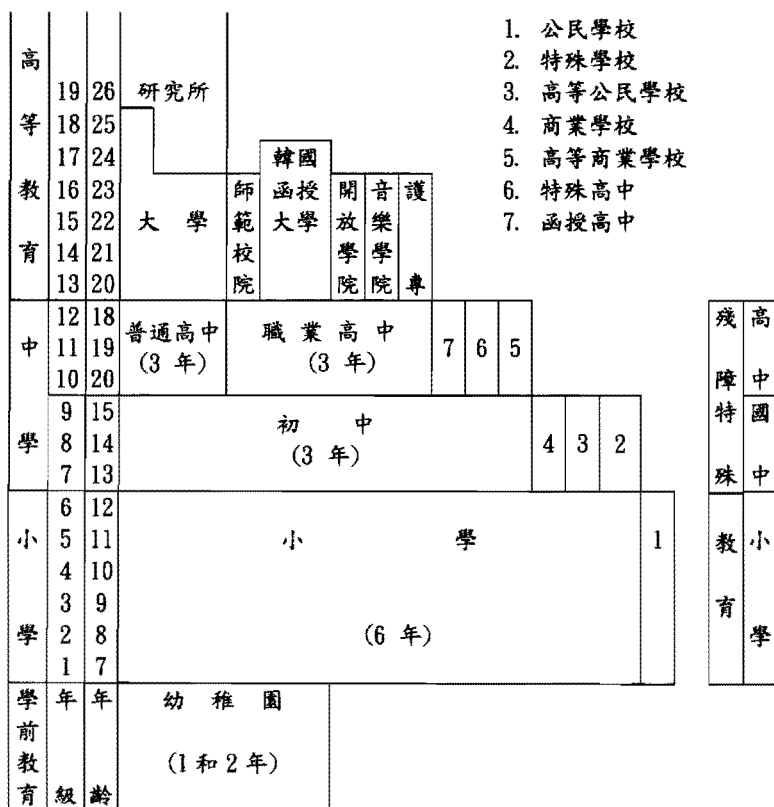 1. 公民學校
2. 特殊學校
3. 高等公民學校
4. 商業學校
5. 高等商業學校
6. 特殊高中
7. 函授高中
高等教育
19 26
18 25
17 24
16 23
15 22
14 21
13 20
研究所
大學
師範校院
韓國
函授
大學
開放學院
音樂學院
護專
中學
12 18
11 19
10 20
普通高中
(3 年)
職業高中
(3 年)
7 6 5
9 15
8 14
7 13
初中
(3 年)
4 3 2
小學
6 12
5 11
4 10
3 9
2 8
1 7
小學
(6 年)
1
學前教育
年級
年齡
幼稚園
(1和2年)
殘障特殊教育
高中
國中
小學